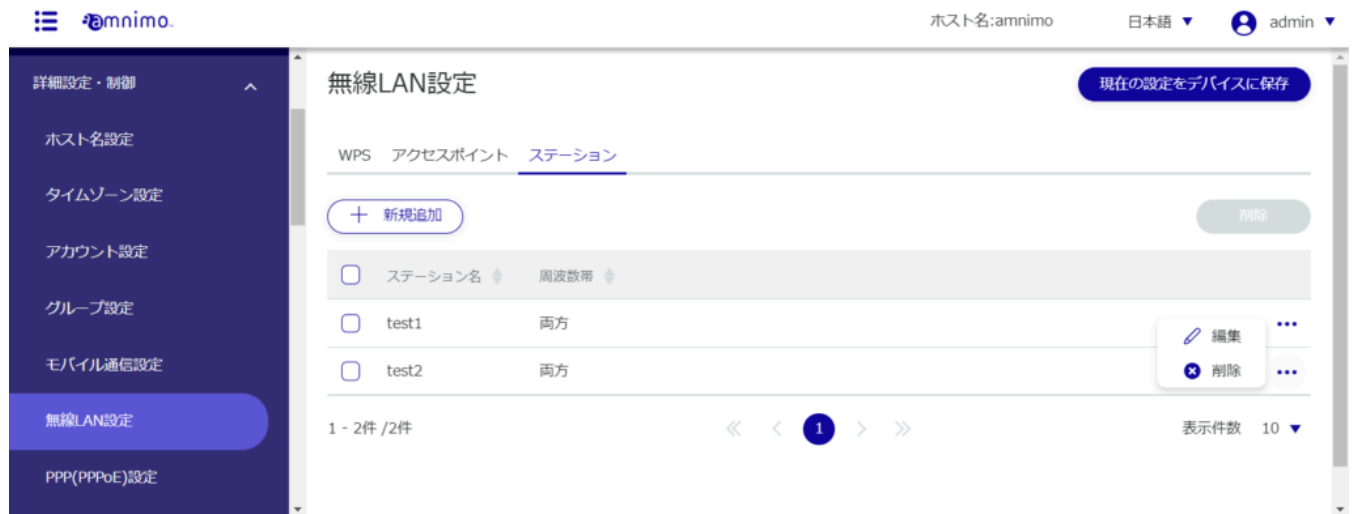 amnimo
ホスト名:amnimo
日本語
admin
詳細設定・制御
ホスト名設定
タイムゾーン設定
アカウント設定
グループ設定
モバイル通信設定
無線LAN設定
PPP(PPPoE)設定
無線LAN設定
現在の設定をデバイスに保存
WPS アクセスポイント ステーション
新規追加
削除
ステーション名 周波数帯
test1 両方
test2 両方
編集
削除
1 - 2件 /2件
1
表示件数 10